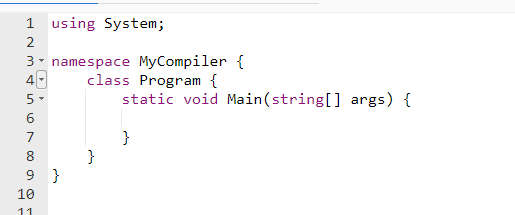 1 using System;
2
3 namespace MyCompiler {
4     class Program {
5         static void Main(string[] args) {
6
7         }
8     }
9 }
10
11